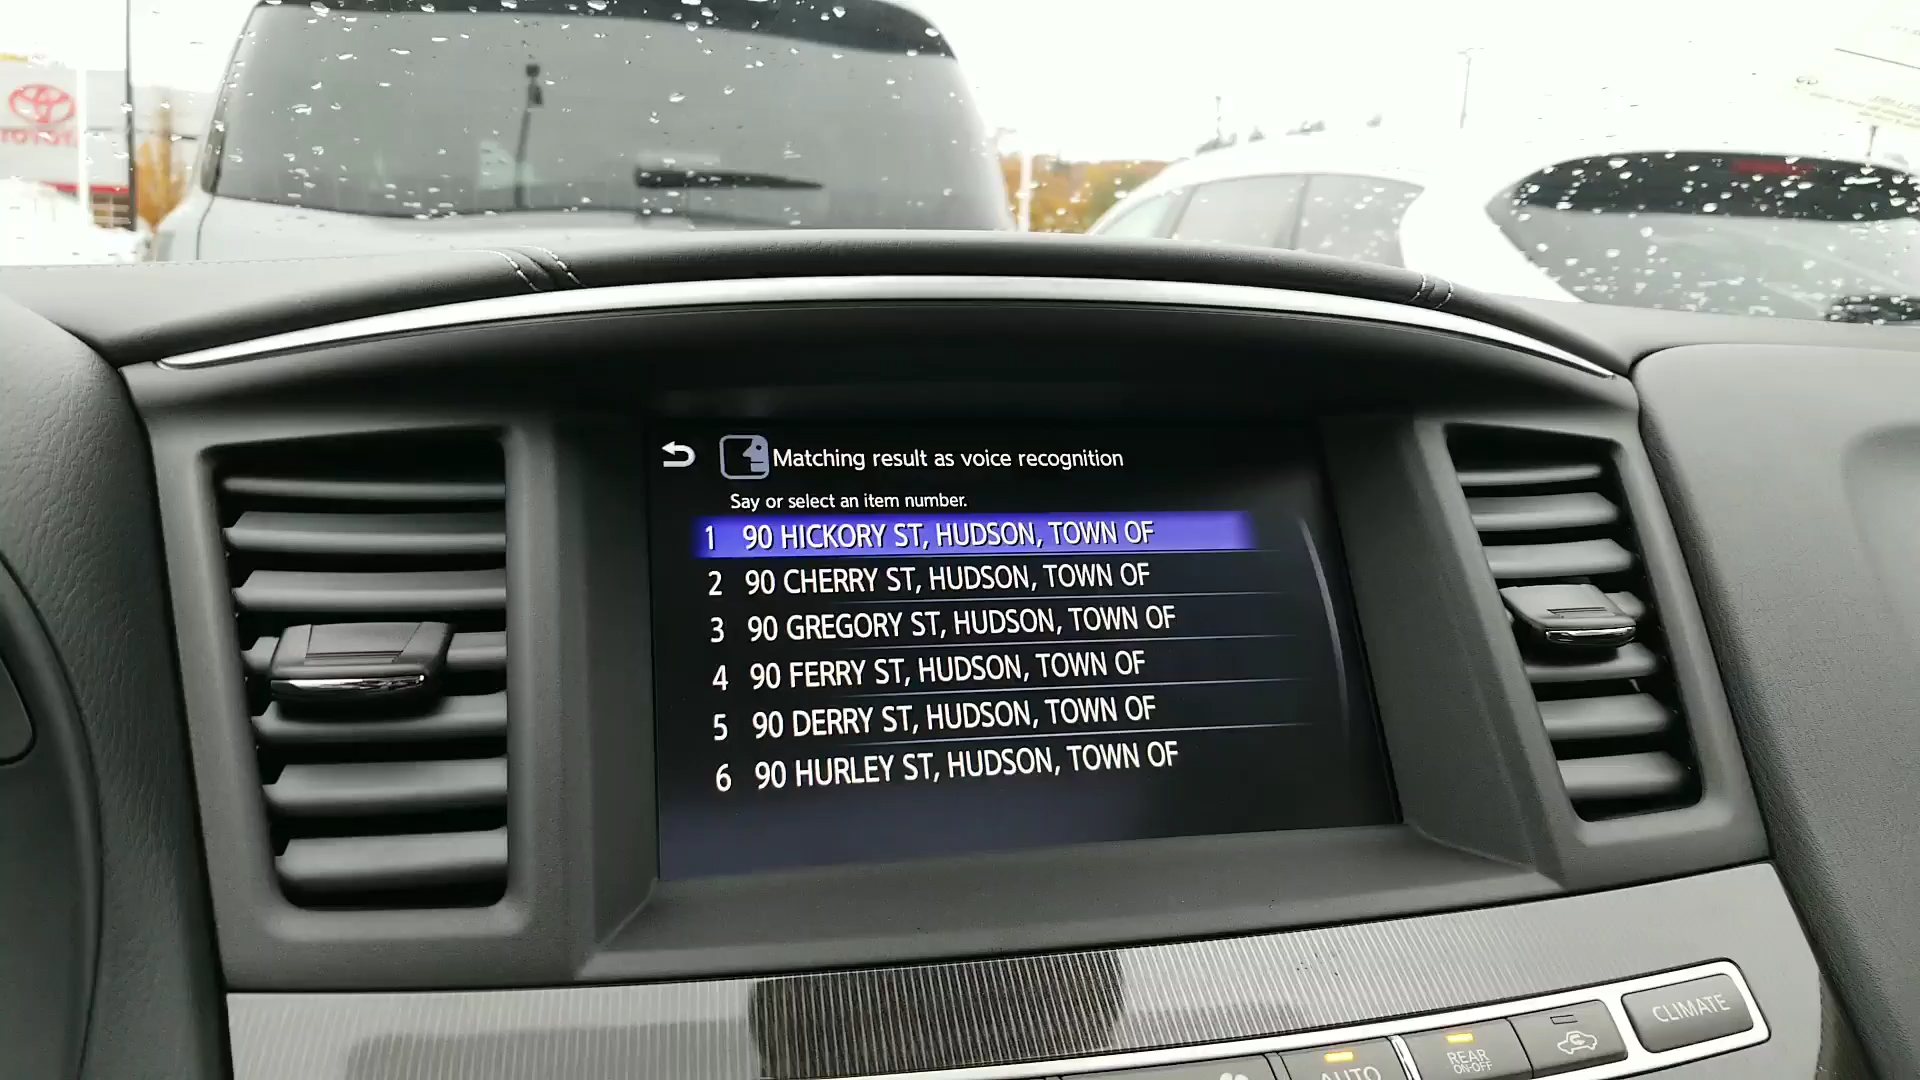 TOYOTA
Matching result as voice recognition
Say or select an item number.
1 90 HICKORY ST, HUDSON, TOWN OF
2 90 CHERRY ST, HUDSON, TOWN OF
3 90 GREGORY ST, HUDSON, TOWN OF
4 90 FERRY ST, HUDSON, TOWN OF
5 90 DERRY ST, HUDSON, TOWN OF
6 90 HURLEY ST, HUDSON, TOWN OF
CLIMATE
AUTO
REAR
ON·OFF